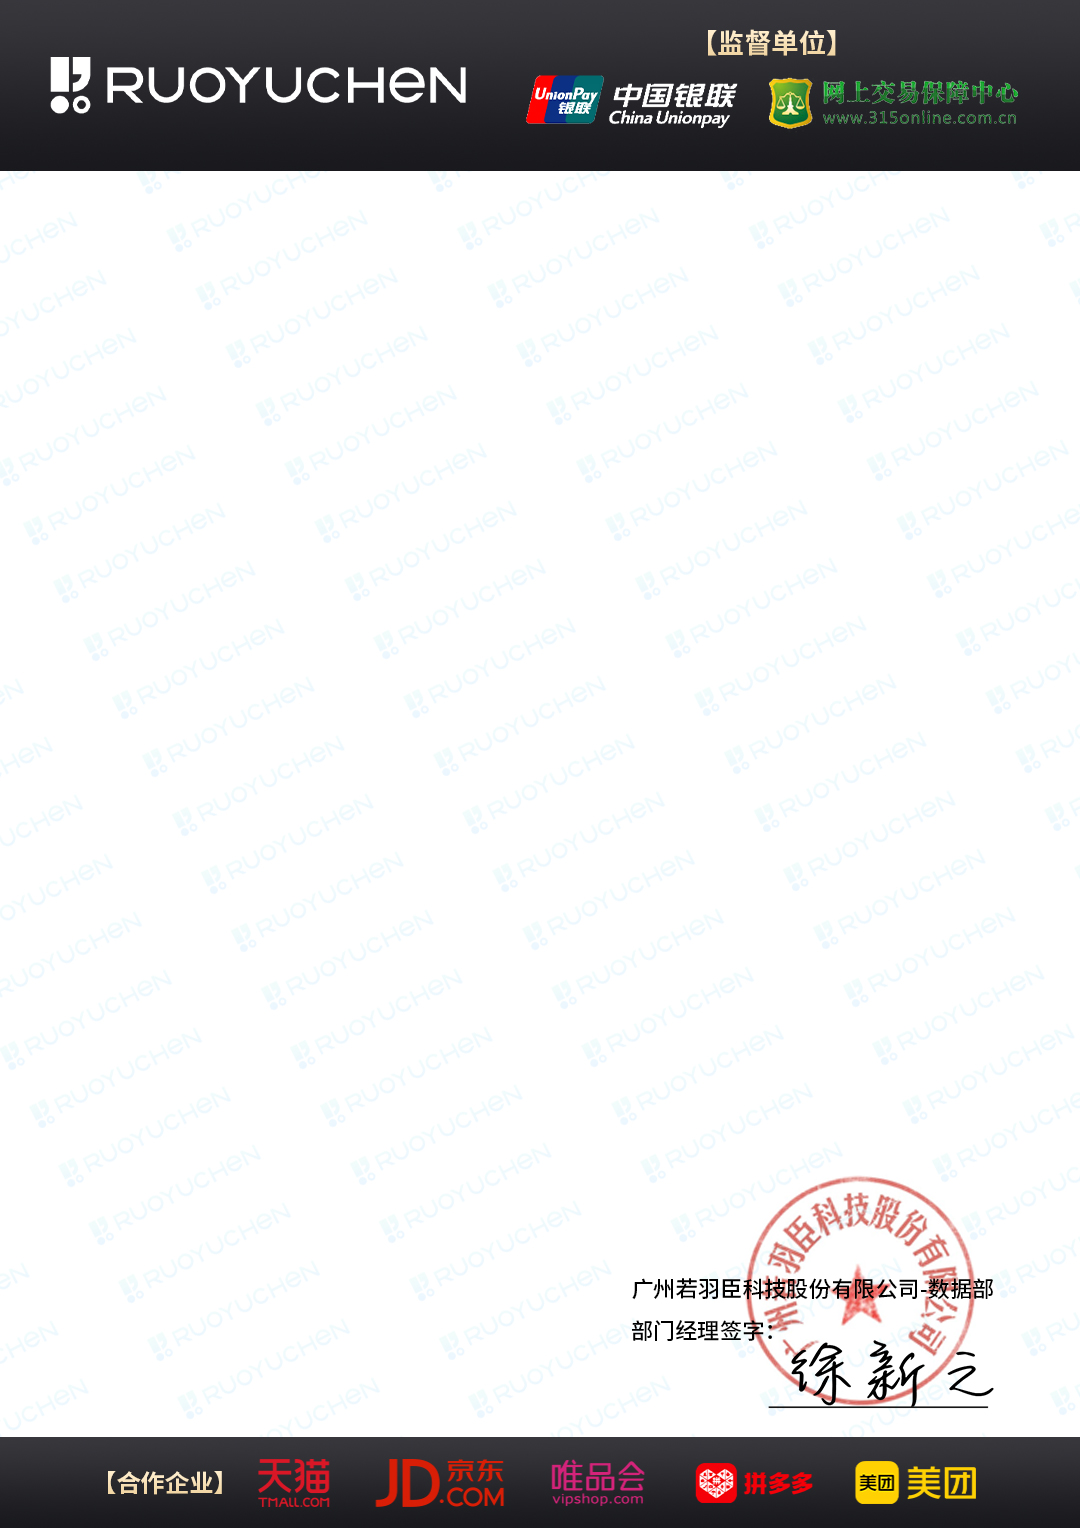 RUOYUCHEN
【监督单位】
UnionPay
银联
中国银联
China Unionpay
网上交易保障中心
www.315online.com.cn
广州若羽臣科技股份有限公司
广州若羽臣科技股份有限公司-数据部
部门经理签字：
徐新之
【合作企业】
天猫
TMALL.COM
JD京东
.COM
唯品会
vipshop.com
拼
拼多多
美团
美团